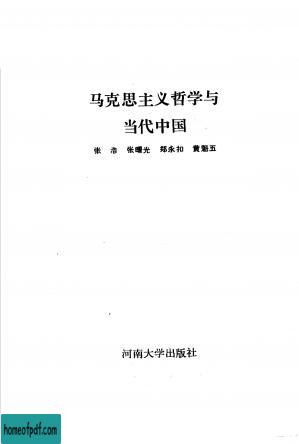 马克思主义哲学与
当代中国
张浩 张曙光 郑永扣 黄魁五
河南大学出版社
homeofpdf.com